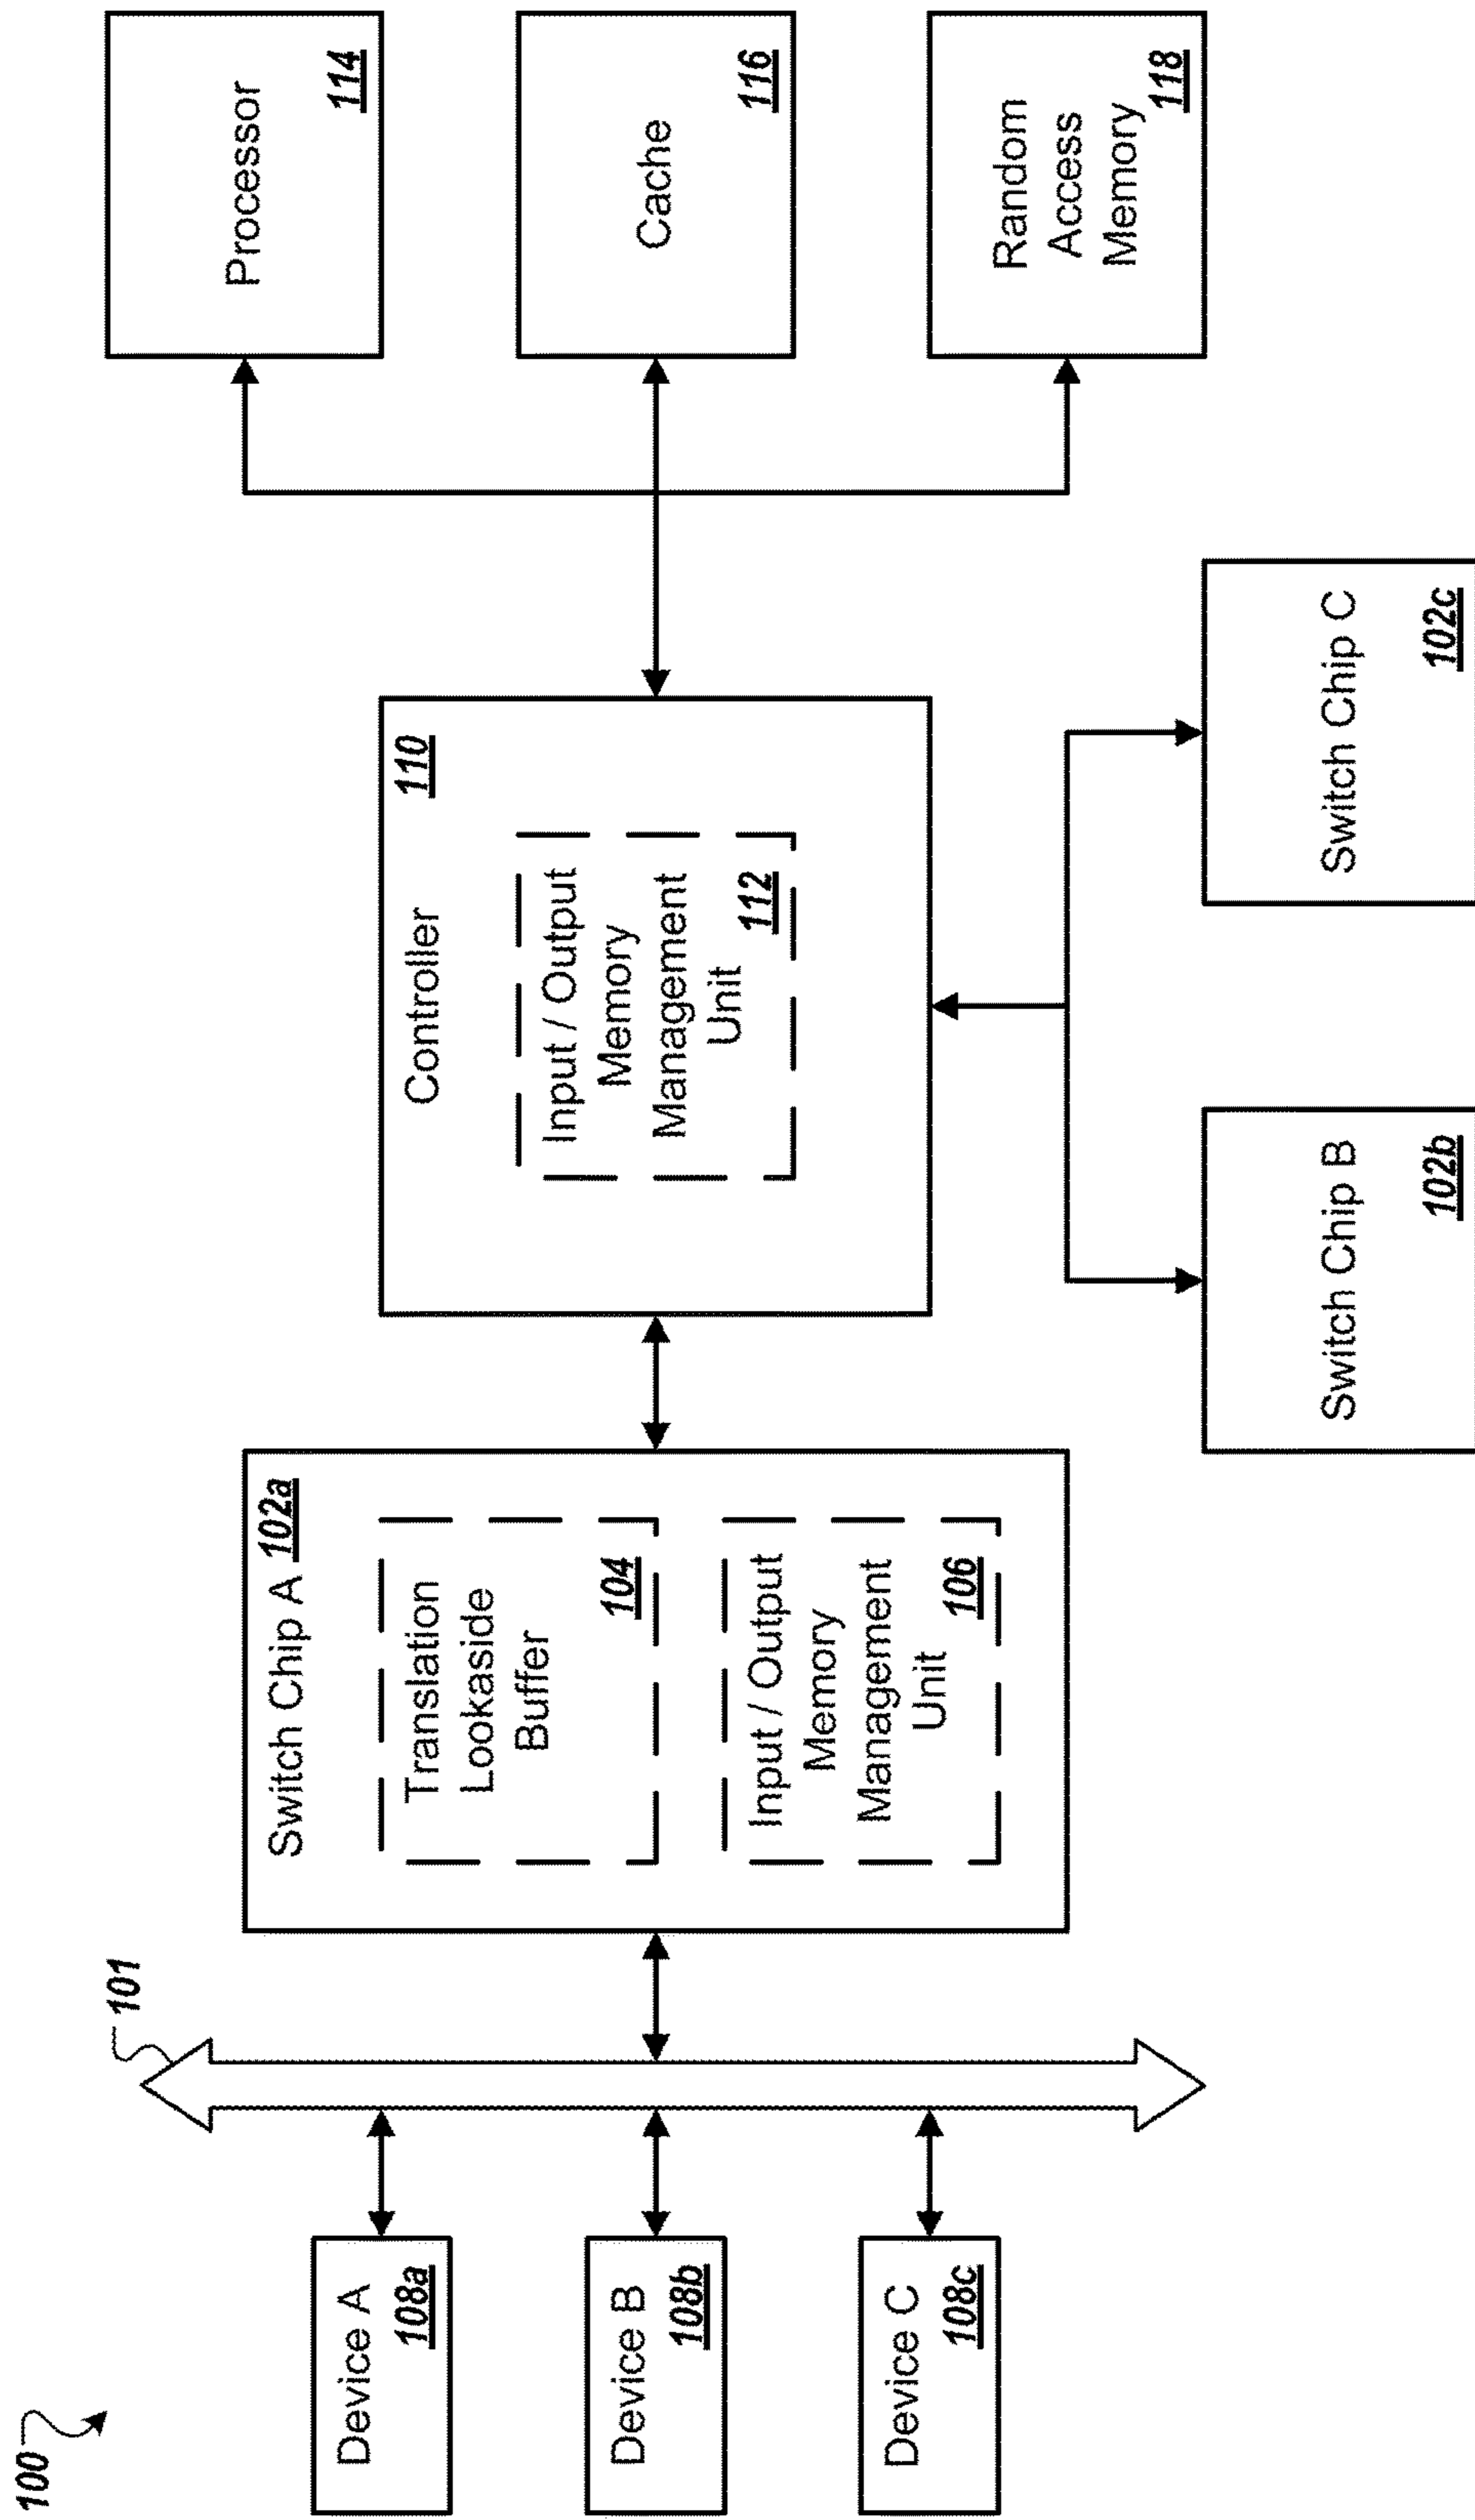 100
101
Device A
108a
Device B
108b
Device C
108c
Switch Chip A 102a
Translation
Lookaside
Buffer
104
Input / Output
Memory
Management
Unit
106
Controller
110
Input / Output
Memory
Management
Unit
112
Switch Chip B
102b
Switch Chip C
102c
Processor
114
Cache
116
Random
Access
Memory
118